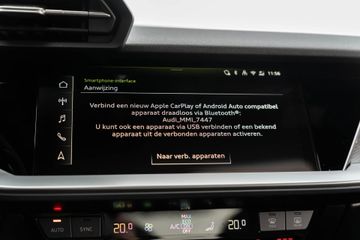 11:56
Smartphone-interface
Aanwijzing
Verbind een nieuw Apple CarPlay of Android Auto compatibel
apparaat draadloos via Bluetooth®:
Audi_MMI_7447
U kunt ook een apparaat via USB verbinden of een bekend
apparaat uit de verbonden apparaten activeren.
Naar verb. apparaten
20.0
MAX
ECO
A/C
20.0
AUTO
SYNC